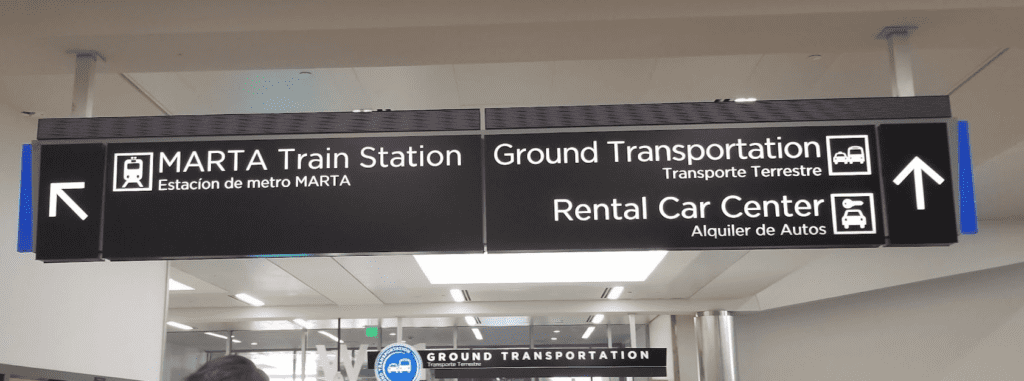 MARTA Train Station
Estacíon de metro MARTA
Ground Transportation
Transporte Terrestre
Rental Car Center
Alquiler de Autos
GROUND TRANSPORTATION
Transporte Terrestre